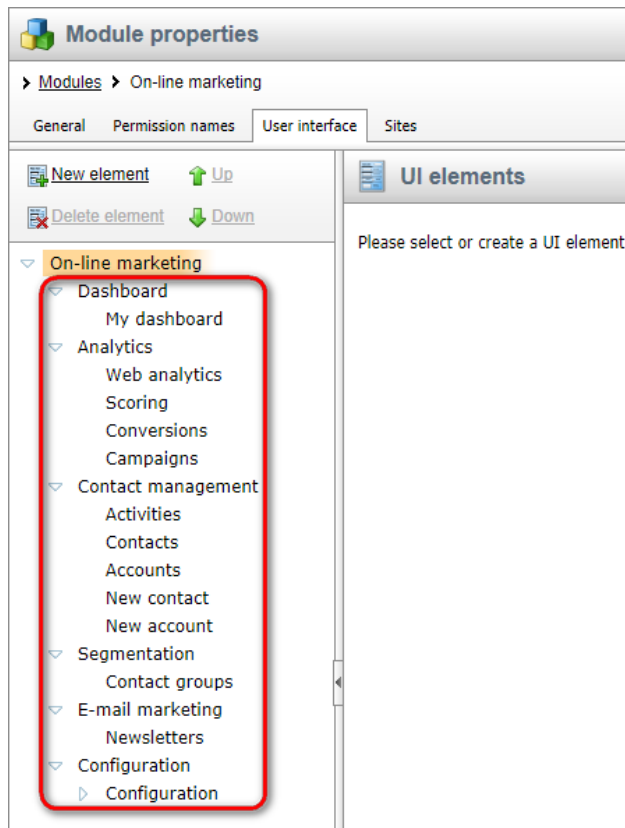 Module properties
Modules > On-line marketing
General Permission names User interface Sites
New element Up
Delete element Down
UI elements
Please select or create a UI element
On-line marketing
Dashboard
My dashboard
Analytics
Web analytics
Scoring
Conversions
Campaigns
Contact management
Activities
Contacts
Accounts
New contact
New account
Segmentation
Contact groups
E-mail marketing
Newsletters
Configuration
Configuration